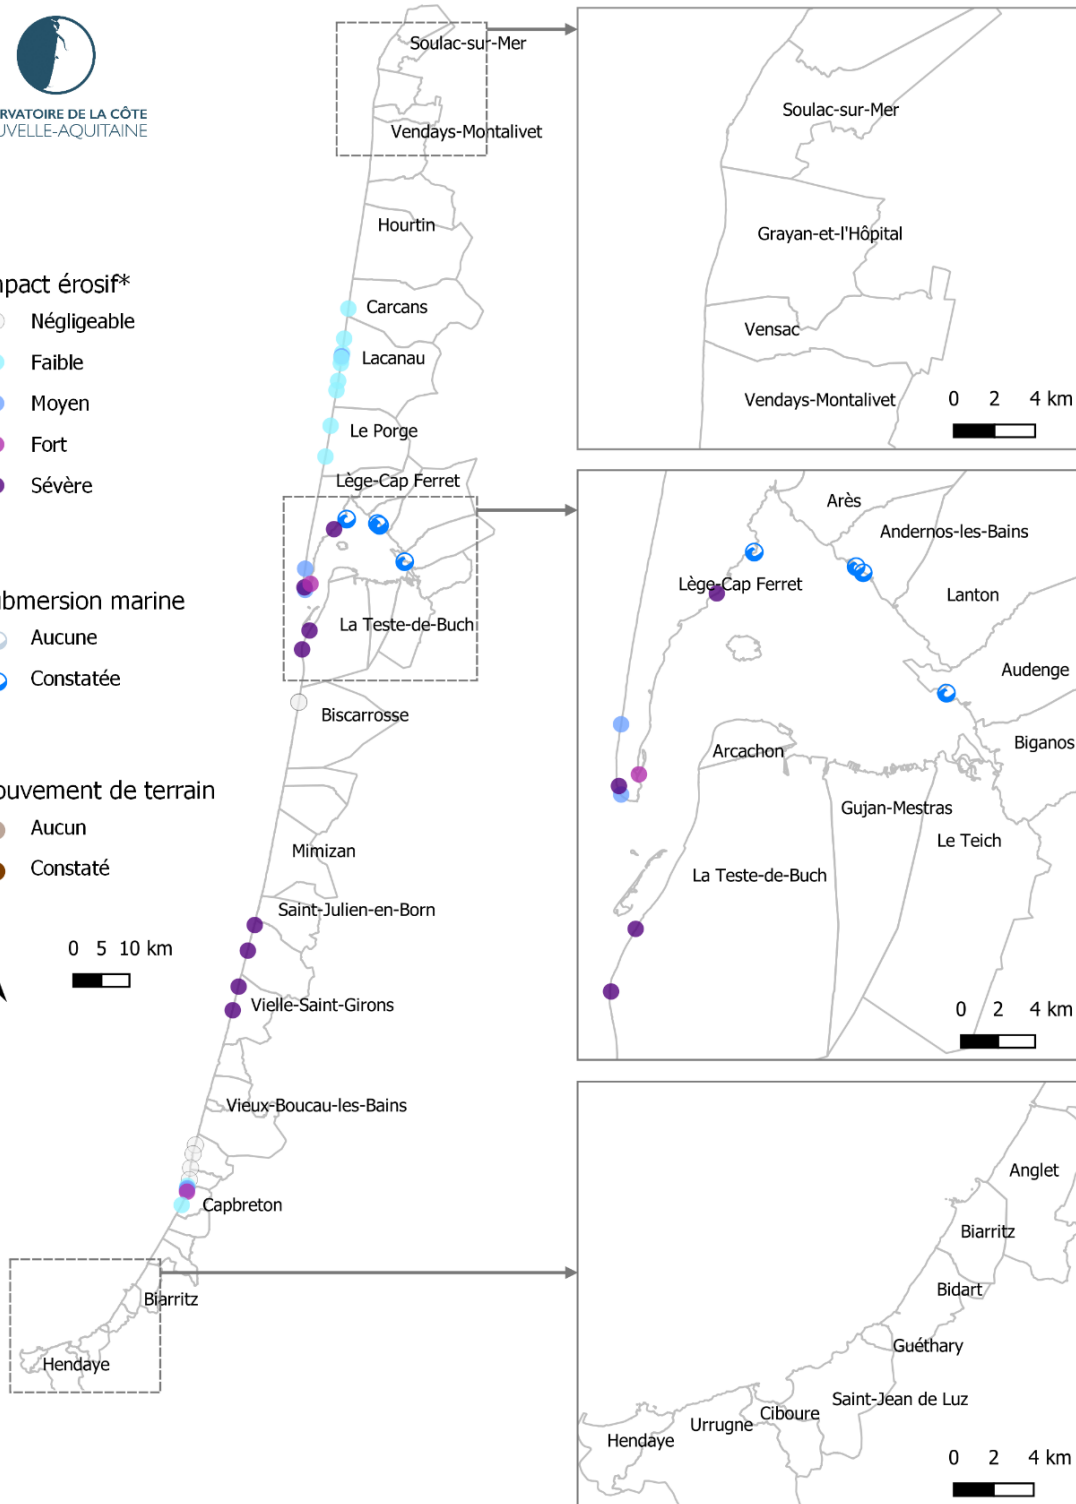 RVATOIRE DE LA CÔTE
UVELLE-AQUITAINE
Soulac-sur-Mer
Vendays-Montalivet
Hourtin
Carcans
Lacanau
Le Porge
Lège-Cap Ferret
La Teste-de-Buch
Biscarrosse
Mimizan
Saint-Julien-en-Born
Vielle-Saint-Girons
Vieux-Boucau-les-Bains
Capbreton
Biarritz
Hendaye
pact érosif*
Négligeable
Faible
Moyen
Fort
Sévère
ubmersion marine
Aucune
Constatée
ouvement de terrain
Aucun
Constaté
0 5 10 km
Soulac-sur-Mer
Grayan-et-l'Hôpital
Vensac
Vendays-Montalivet
0 2 4 km
Arès
Andernos-les-Bains
Lège-Cap Ferret
Lanton
Audenge
Biganos
Arcachon
Gujan-Mestras
Le Teich
La Teste-de-Buch
0 2 4 km
Anglet
Biarritz
Bidart
Guéthary
Saint-Jean de Luz
Ciboure
Urrugne
Hendaye
0 2 4 km